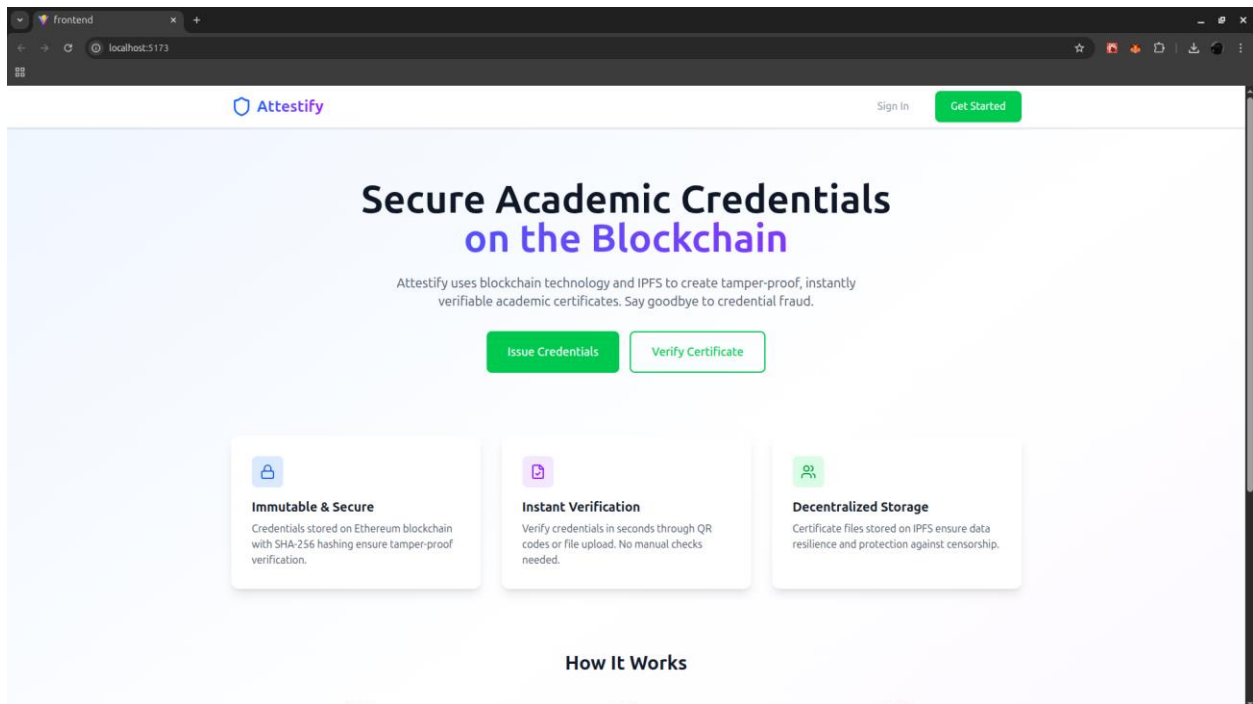 frontend
localhost:5173
Attestify
Sign In
Get Started
Secure Academic Credentials
on the Blockchain
Attestify uses blockchain technology and IPFS to create tamper-proof, instantly
verifiable academic certificates. Say goodbye to credential fraud.
Issue Credentials
Verify Certificate
Immutable & Secure
Credentials stored on Ethereum blockchain
with SHA-256 hashing ensure tamper-proof
verification.
Instant Verification
Verify credentials in seconds through QR
codes or file upload. No manual checks
needed.
Decentralized Storage
Certificate files stored on IPFS ensure data
resilience and protection against censorship.
How It Works